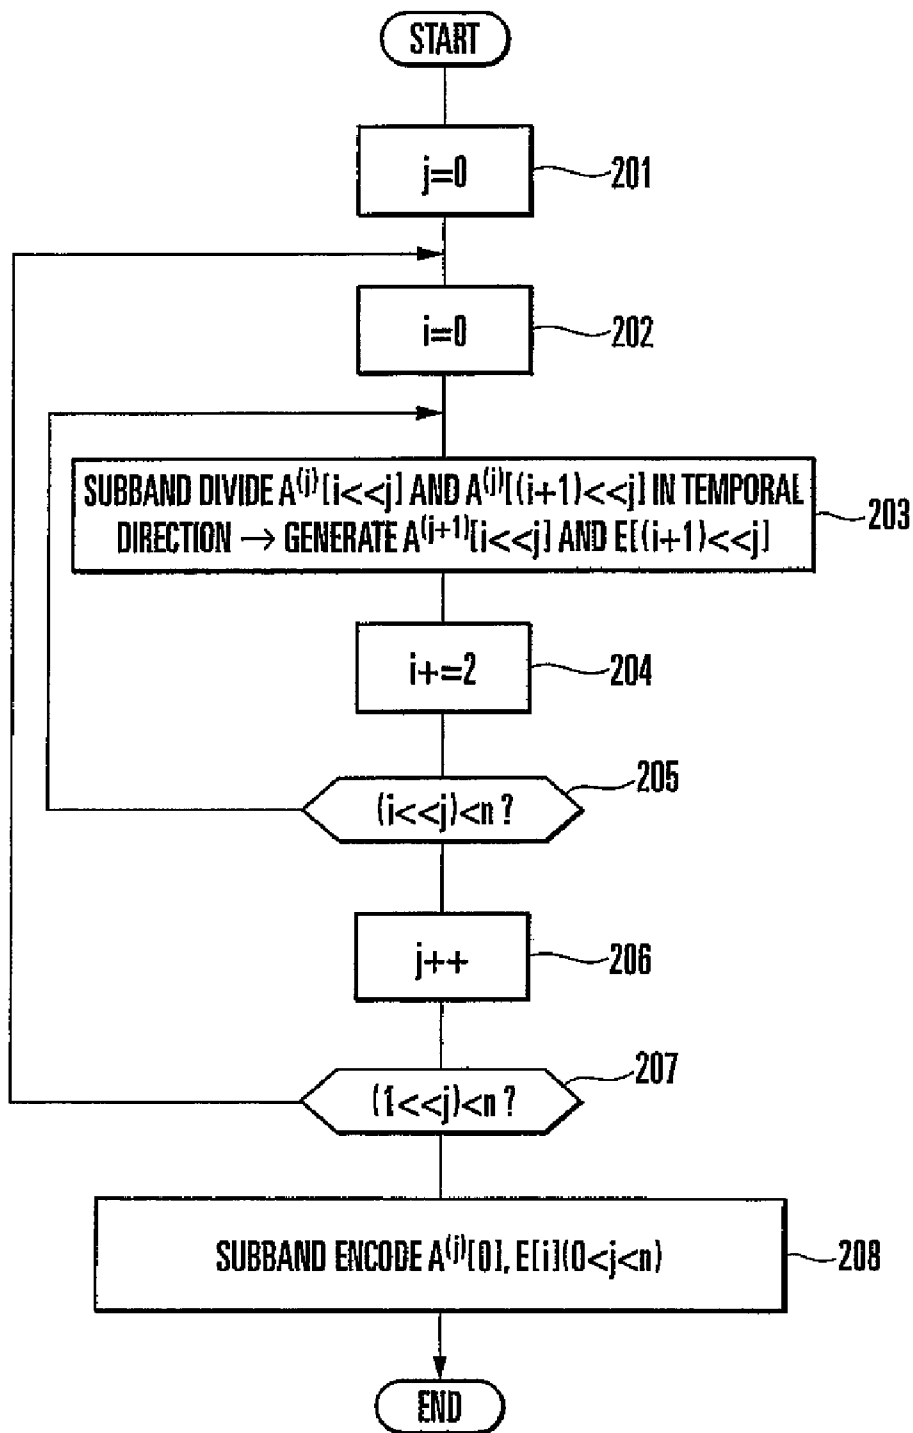 START
j=0
201
i=0
202
SUBBAND DIVIDE A^(j)[i<<j] AND A^(j)[(i+1)<<j] IN TEMPORAL
DIRECTION → GENERATE A^(j+1)[i<<j] AND E[(i+1)<<j]
203
i+=2
204
(i<<j)<n ?
205
j++
206
(1<<j)<n ?
207
SUBBAND ENCODE A^(j)[0], E[i](0<j<n)
208
END